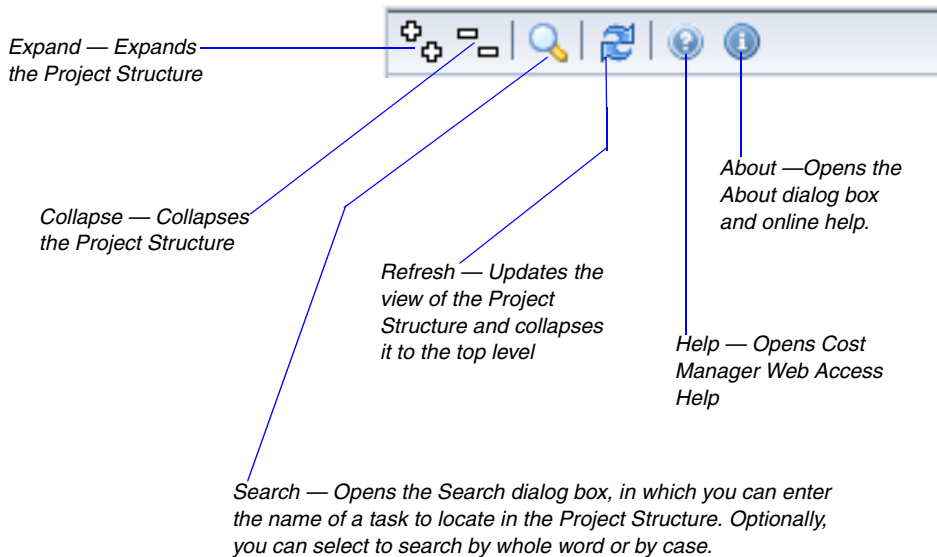 Expand — Expands
the Project Structure
Collapse — Collapses
the Project Structure
About —Opens the
About dialog box
and online help.
Refresh — Updates the
view of the Project
Structure and collapses
it to the top level
Help — Opens Cost
Manager Web Access
Help
Search — Opens the Search dialog box, in which you can enter
the name of a task to locate in the Project Structure. Optionally,
you can select to search by whole word or by case.